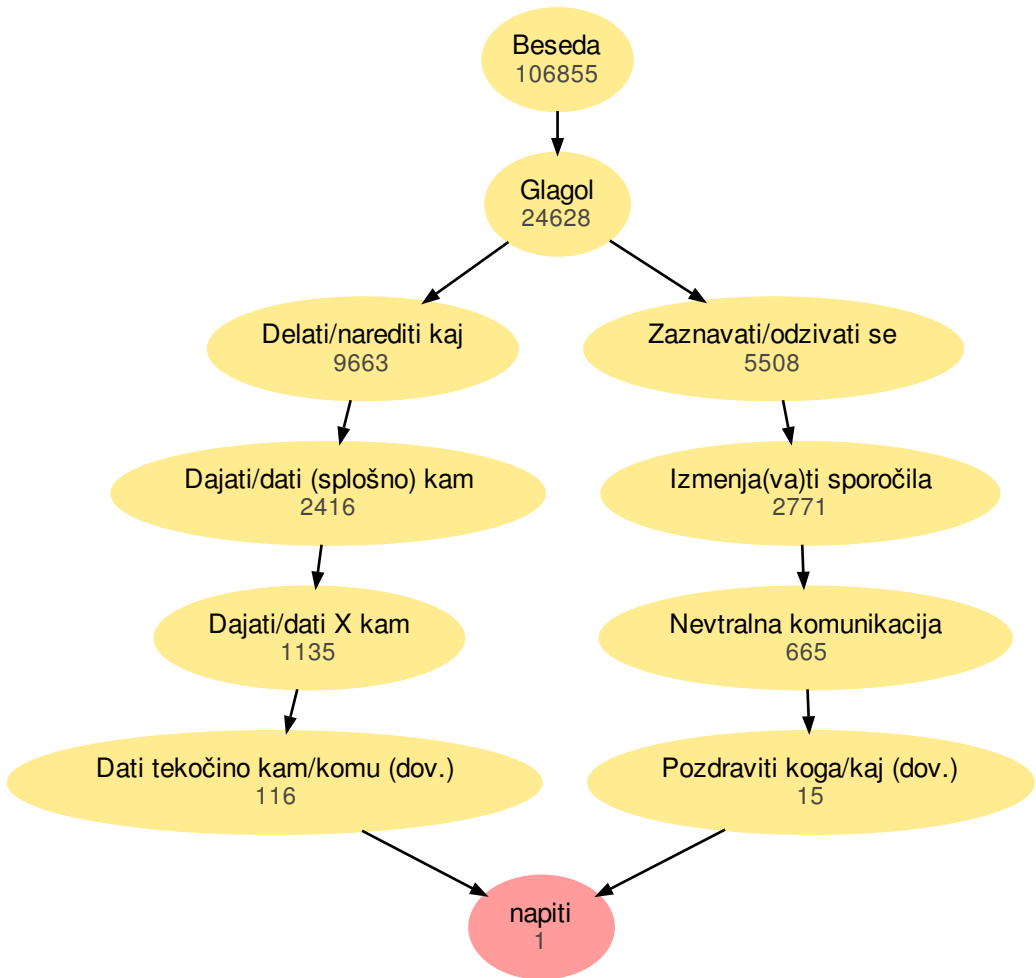 Beseda
106855
Glagol
24628
Delati/narediti kaj
9663
Zaznavati/odzivati se
5508
Dajati/dati (splošno) kam
2416
Izmenja(va)ti sporočila
2771
Dajati/dati X kam
1135
Nevtralna komunikacija
665
Dati tekočino kam/komu (dov.)
116
Pozdraviti koga/kaj (dov.)
15
napiti
1